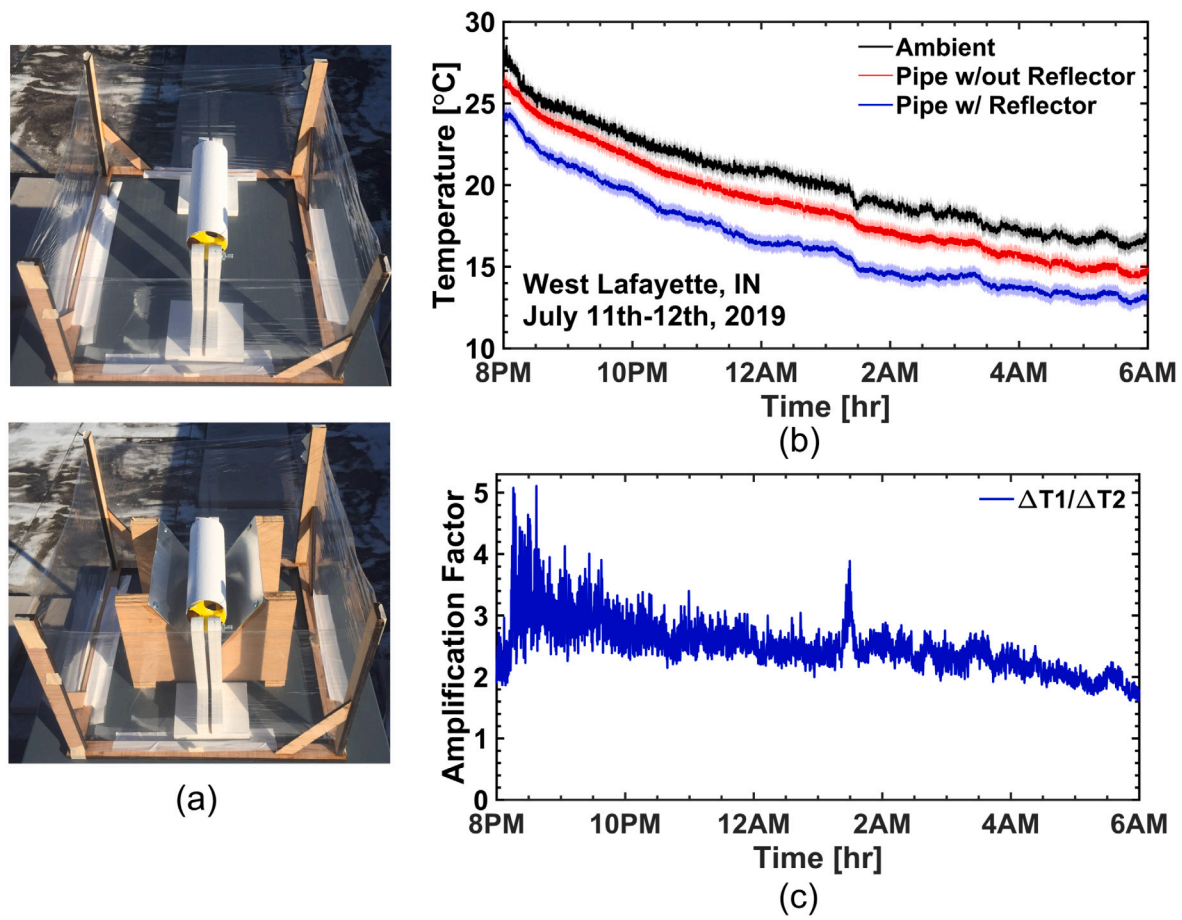 (a)
30
25
20
15
10
Temperature [°C]
Ambient
Pipe w/out Reflector
Pipe w/ Reflector
West Lafayette, IN
July 11th-12th, 2019
8PM 10PM 12AM 2AM 4AM 6AM
Time [hr]
(b)
5
4
3
2
1
0
Amplification Factor
ΔT1/ΔT2
8PM 10PM 12AM 2AM 4AM 6AM
Time [hr]
(c)